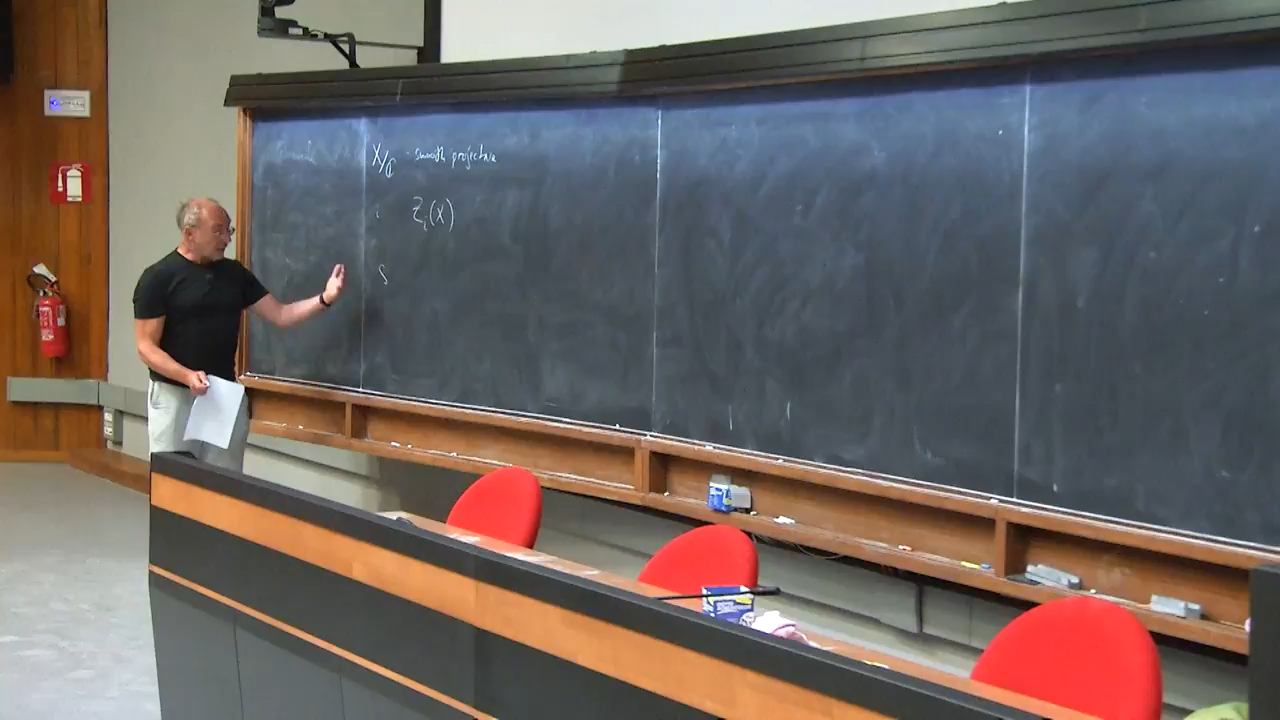 X/ℂ - smooth projective
i Z_i(X)
S